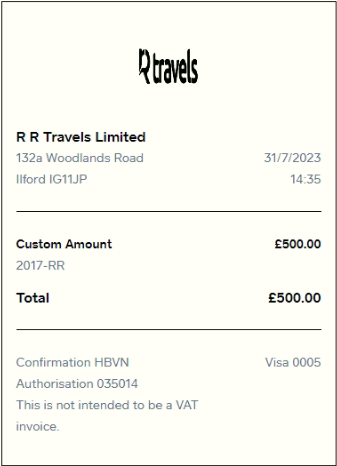 R travels
R R Travels Limited
132a Woodlands Road 31/7/2023
Ilford IG11JP 14:35
Custom Amount £500.00
2017-RR
Total £500.00
Confirmation HBVN Visa 0005
Authorisation 035014
This is not intended to be a VAT
invoice.